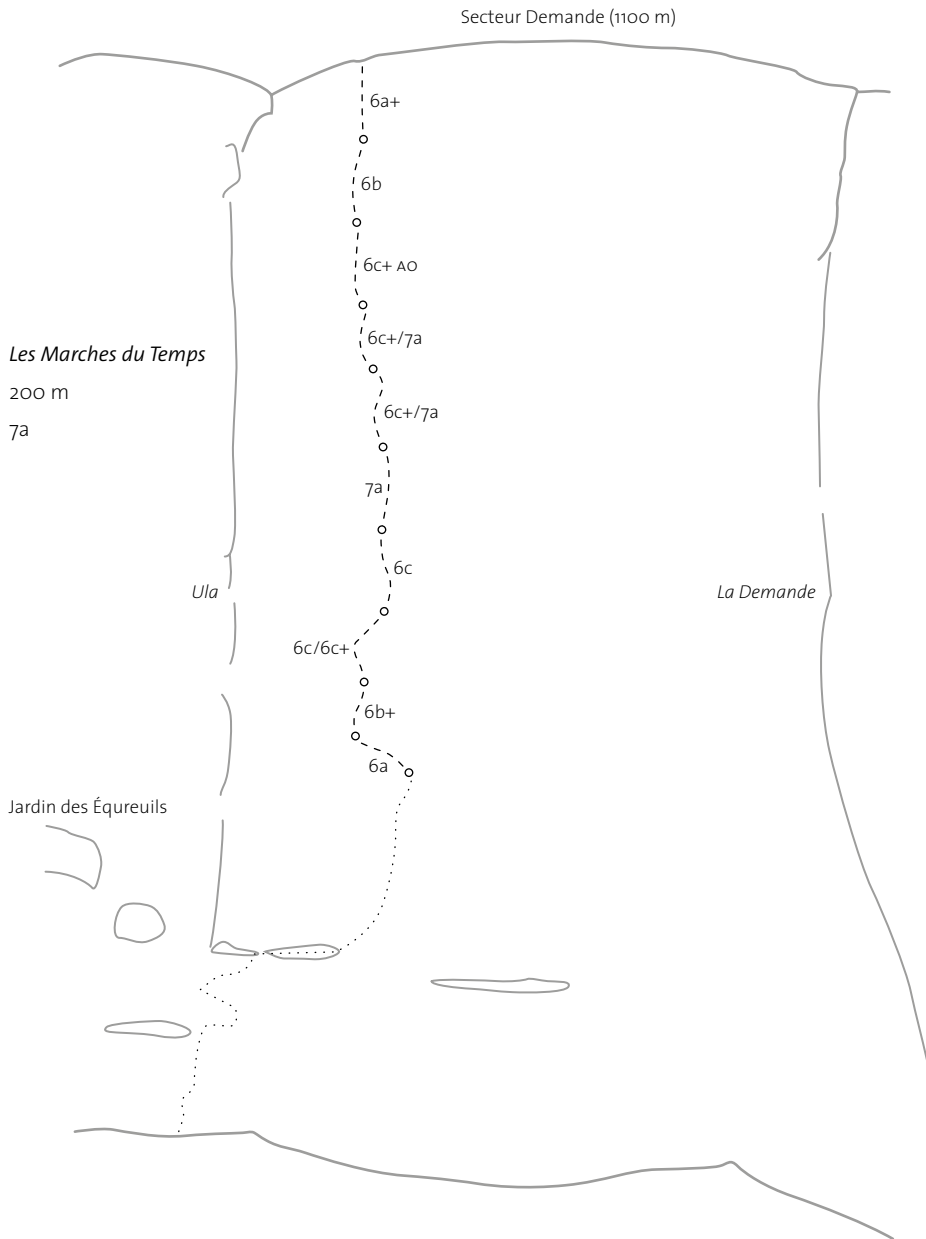 Secteur Demande (1100 m)
6a+
6b
6c+ A0
6c+/7a
Les Marches du Temps
200 m
6c+/7a
7a
7a
6c
Ula
La Demande
6c/6c+
6b+
6a
Jardin des Équreuils